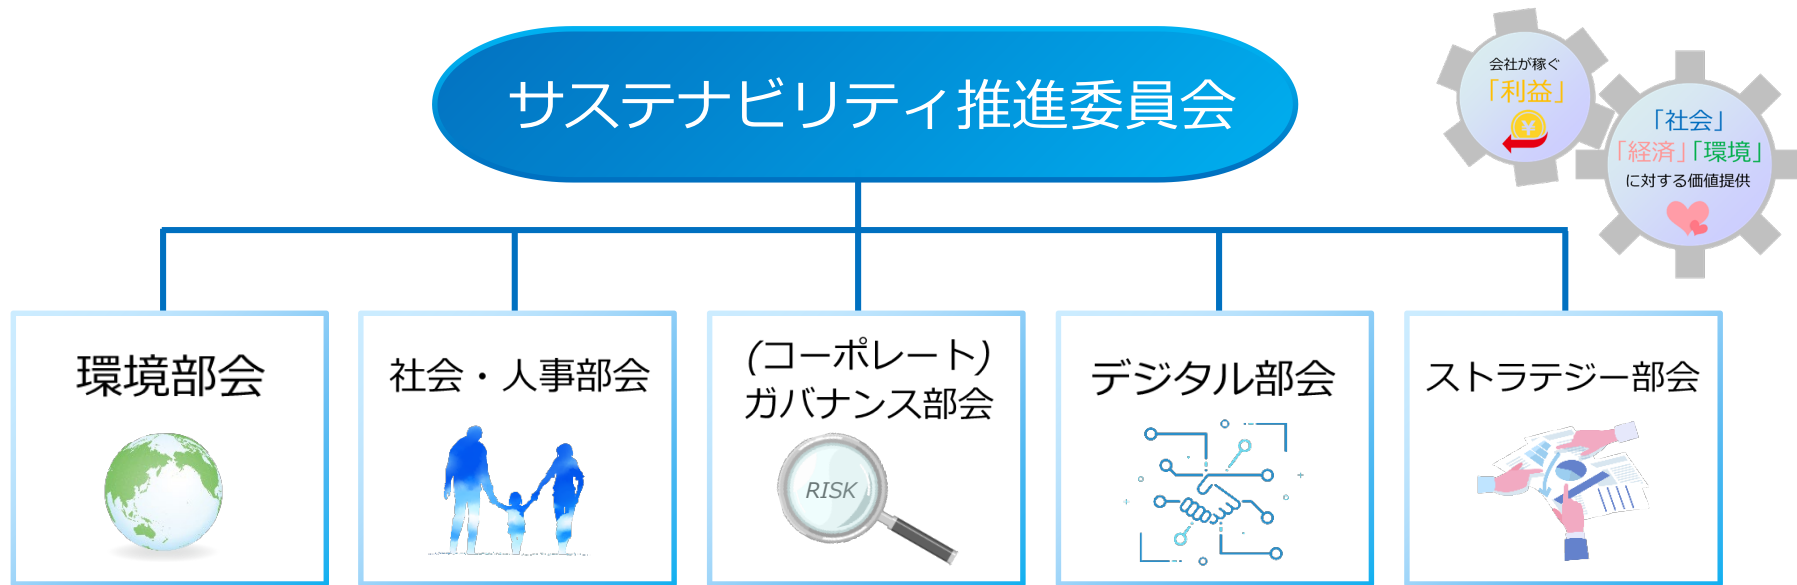 サステナビリティ推進委員会
会社が稼ぐ
「利益」
¥
「社会」
「経済」「環境」
に対する価値提供
環境部会
社会・人事部会
(コーポレート)
ガバナンス部会
RISK
デジタル部会
ストラテジー部会